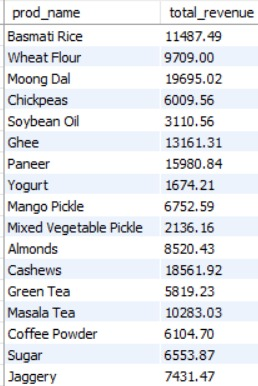 prod_name total_revenue
Basmati Rice 11487.49
Wheat Flour 9709.00
Moong Dal 19695.02
Chickpeas 6009.56
Soybean Oil 3110.56
Ghee 13161.31
Paneer 15980.84
Yogurt 1674.21
Mango Pickle 6752.59
Mixed Vegetable Pickle 2136.16
Almonds 8520.43
Cashews 18561.92
Green Tea 5819.23
Masala Tea 10283.03
Coffee Powder 6104.70
Sugar 6553.87
Jaggery 7431.47